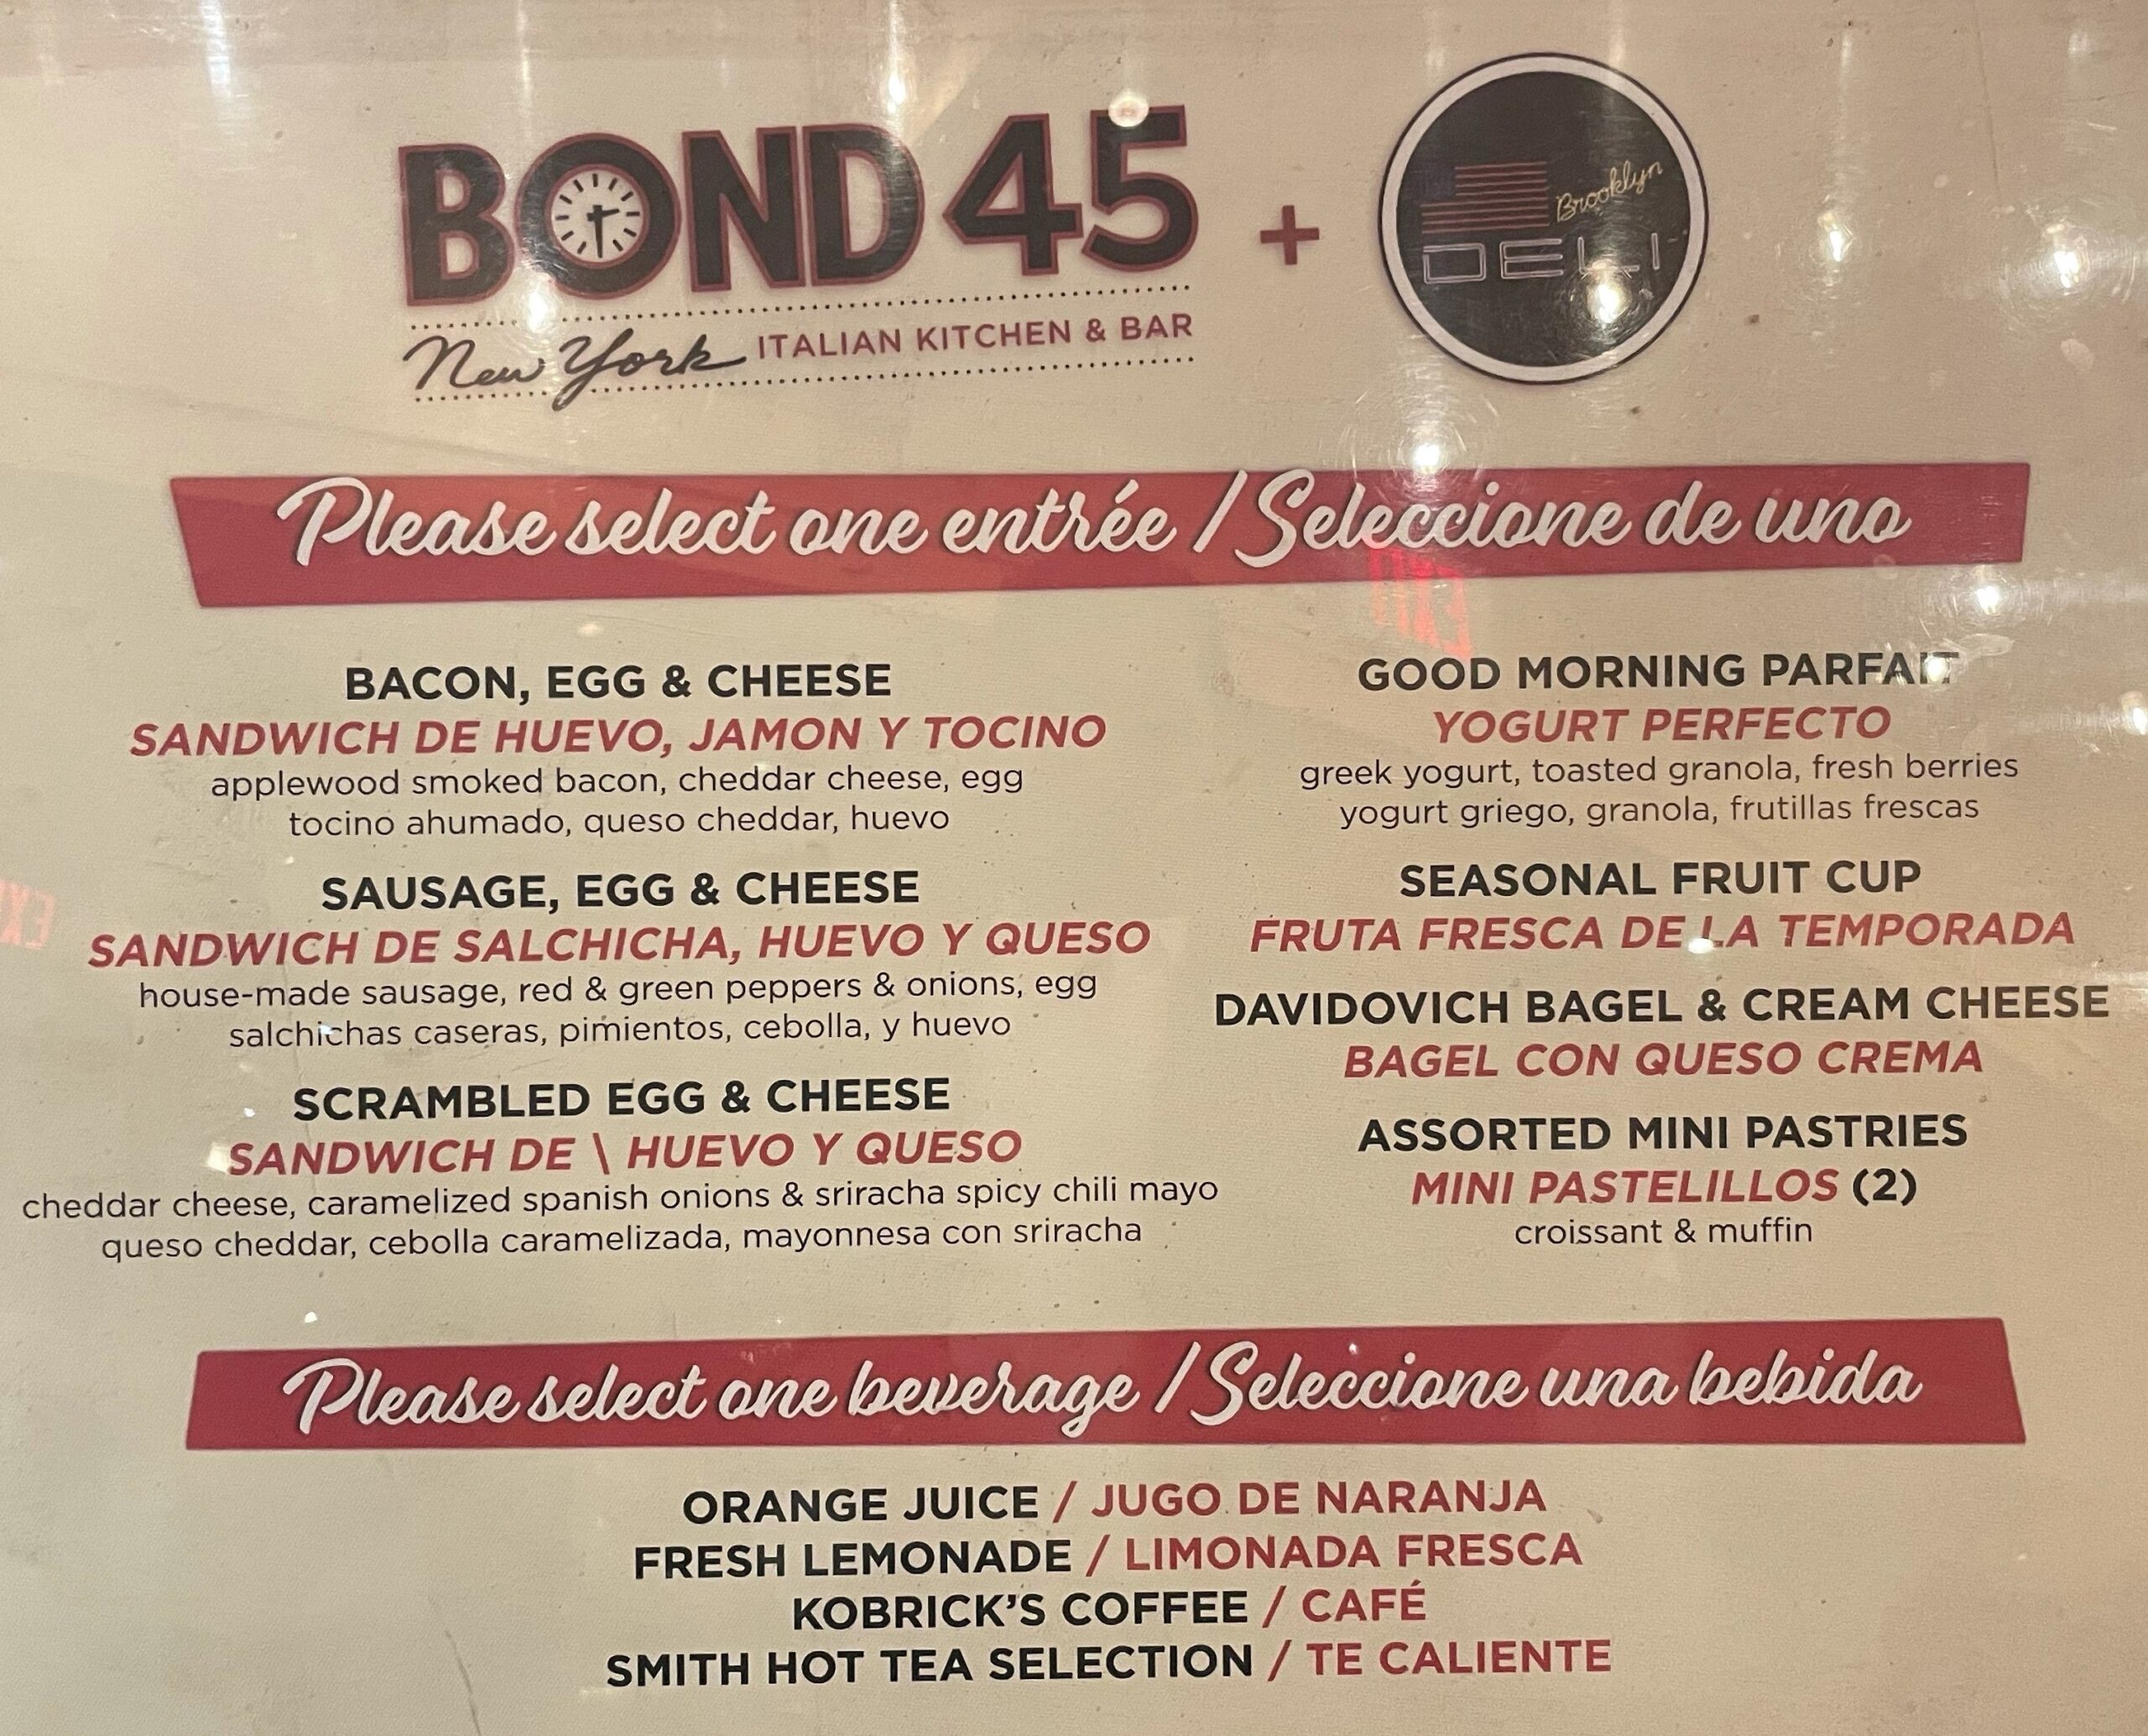 BOND 45
New York ITALIAN KITCHEN & BAR
+
Brooklyn
DELI
Please select one entrée / Seleccione de uno
BACON, EGG & CHEESE
SANDWICH DE HUEVO, JAMON Y TOCINO
applewood smoked bacon, cheddar cheese, egg
tocino ahumado, queso cheddar, huevo
SAUSAGE, EGG & CHEESE
SANDWICH DE SALCHICHA, HUEVO Y QUESO
house-made sausage, red & green peppers & onions, egg
salchichas caseras, pimientos, cebolla, y huevo
SCRAMBLED EGG & CHEESE
SANDWICH DE \ HUEVO Y QUESO
cheddar cheese, caramelized spanish onions & sriracha spicy chili mayo
queso cheddar, cebolla caramelizada, mayonnesa con sriracha
GOOD MORNING PARFAIT
YOGURT PERFECTO
greek yogurt, toasted granola, fresh berries
yogurt griego, granola, frutillas frescas
SEASONAL FRUIT CUP
FRUTA FRESCA DE LA TEMPORADA
DAVIDOVICH BAGEL & CREAM CHEESE
BAGEL CON QUESO CREMA
ASSORTED MINI PASTRIES
MINI PASTELILLOS (2)
croissant & muffin
Please select one beverage / Seleccione una bebida
ORANGE JUICE / JUGO DE NARANJA
FRESH LEMONADE / LIMONADA FRESCA
KOBRICK'S COFFEE / CAFÉ
SMITH HOT TEA SELECTION / TE CALIENTE
EXIT